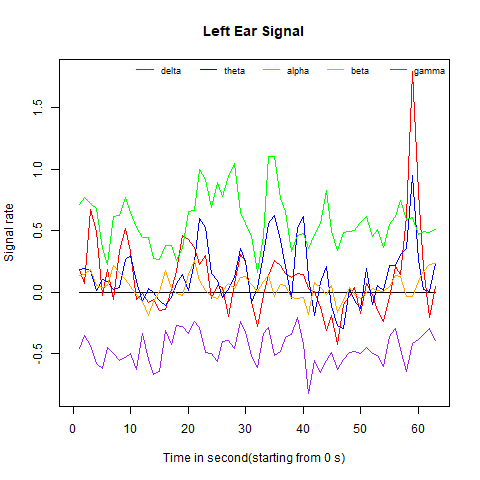 Left Ear Signal
delta theta alpha beta gamma
1.5
1.0
0.5
0.0
-0.5
Signal rate
0 10 20 30 40 50 60
Time in second(starting from 0 s)